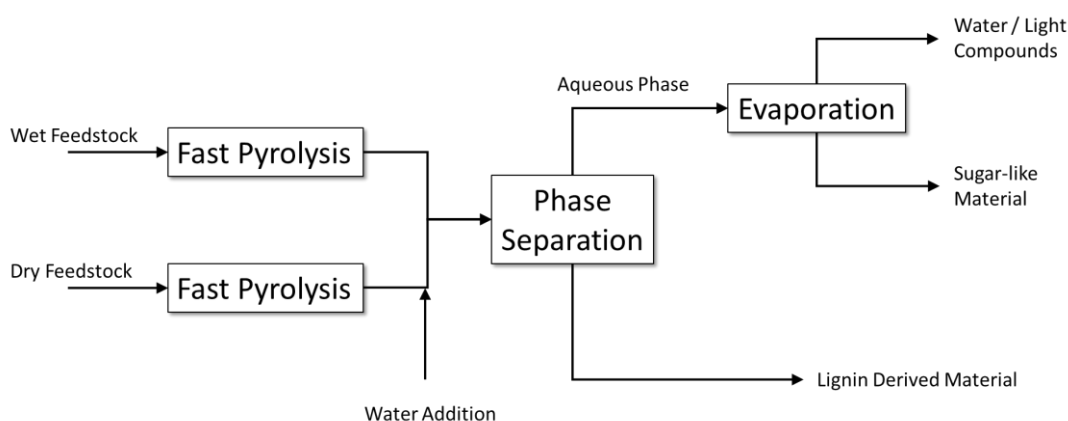 Water / Light
Compounds
Aqueous Phase
Evaporation
Wet Feedstock
Fast Pyrolysis
Sugar-like
Material
Phase
Separation
Dry Feedstock
Fast Pyrolysis
Lignin Derived Material
Water Addition